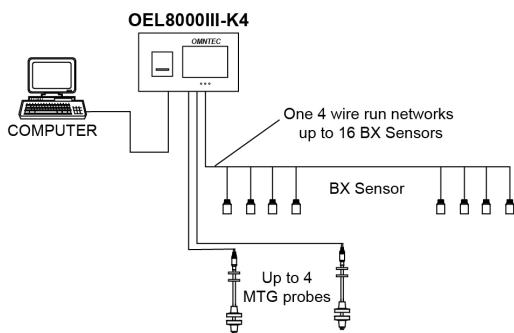 OEL8000III-K4
OMNTEC
COMPUTER
One 4 wire run networks
up to 16 BX Sensors
BX Sensor
Up to 4
MTG probes